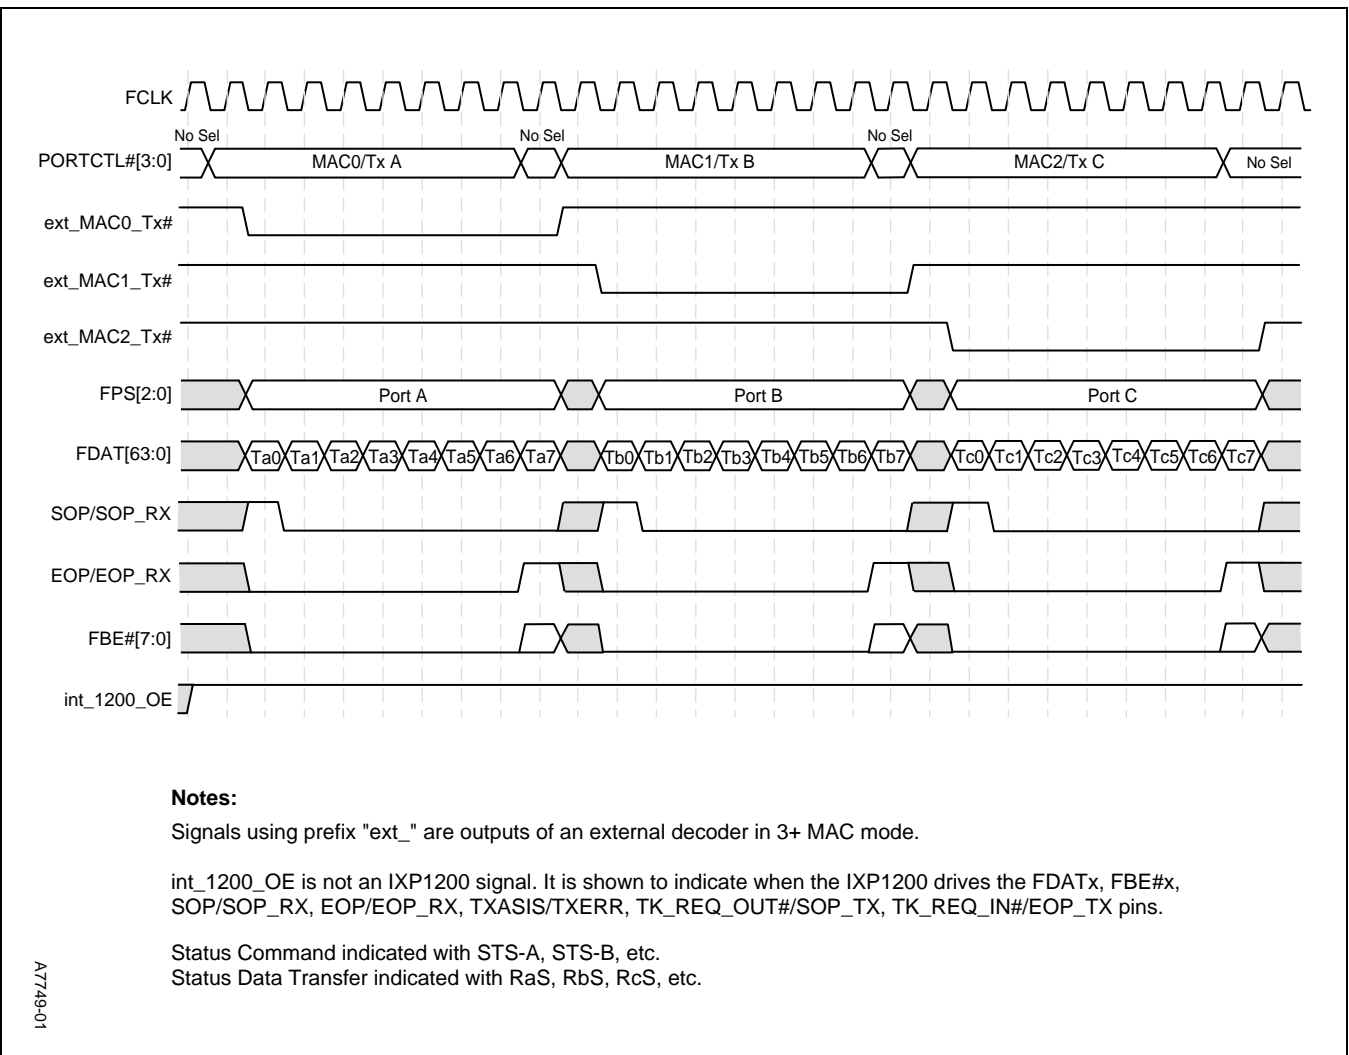 FCLK
No Sel No Sel No Sel
PORTCTL#[3:0] MAC0/Tx A MAC1/Tx B MAC2/Tx C No Sel
ext_MAC0_Tx#
ext_MAC1_Tx#
ext_MAC2_Tx#
FPS[2:0] Port A Port B Port C
FDAT[63:0] Ta0 Ta1 Ta2 Ta3 Ta4 Ta5 Ta6 Ta7 Tb0 Tb1 Tb2 Tb3 Tb4 Tb5 Tb6 Tb7 Tc0 Tc1 Tc2 Tc3 Tc4 Tc5 Tc6 Tc7
SOP/SOP_RX
EOP/EOP_RX
FBE#[7:0]
int_1200_OE
Notes:
Signals using prefix "ext_" are outputs of an external decoder in 3+ MAC mode.
int_1200_OE is not an IXP1200 signal. It is shown to indicate when the IXP1200 drives the FDATx, FBE#x,
SOP/SOP_RX, EOP/EOP_RX, TXASIS/TXERR, TK_REQ_OUT#/SOP_TX, TK_REQ_IN#/EOP_TX pins.
Status Command indicated with STS-A, STS-B, etc.
Status Data Transfer indicated with RaS, RbS, RcS, etc.
A7749-01